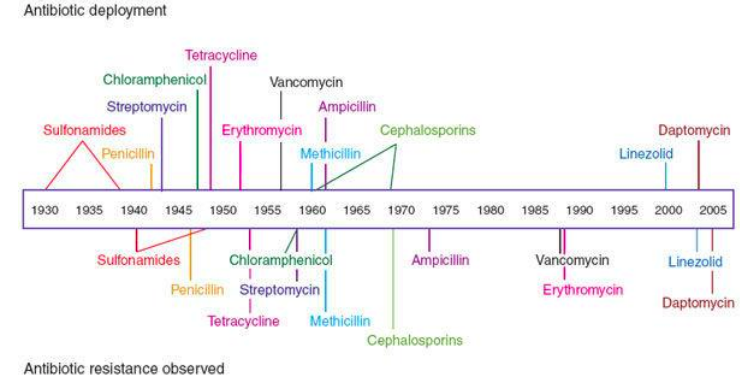 Antibiotic deployment
Tetracycline
Chloramphenicol
Vancomycin
Streptomycin
Ampicillin
Sulfonamides
Erythromycin
Cephalosporins
Daptomycin
Penicillin
Methicillin
Linezolid
1930 1935 1940 1945 1950 1955 1960 1965 1970 1975 1980 1985 1990 1995 2000 2005
Sulfonamides
Chloramphenicol
Ampicillin
Vancomycin
Linezolid
Penicillin
Streptomycin
Erythromycin
Daptomycin
Tetracycline
Methicillin
Cephalosporins
Antibiotic resistance observed